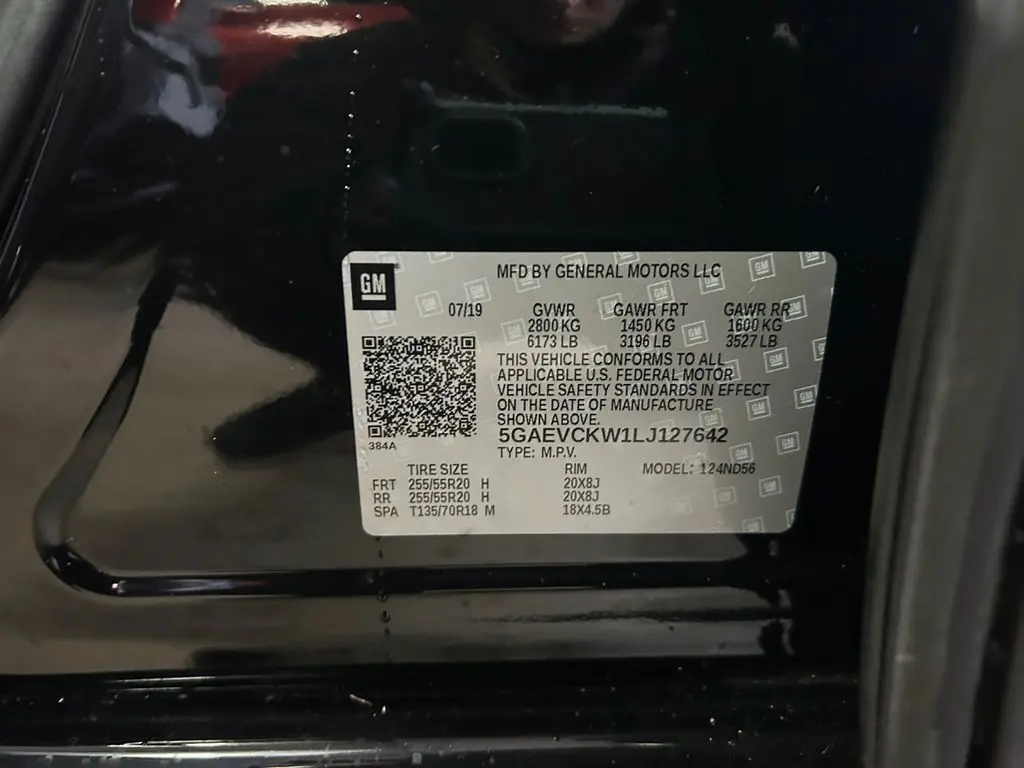 GM
MFD BY GENERAL MOTORS LLC
07/19 GVWR GAWR FRT GAWR RR
2800 KG 1450 KG 1600 KG
6173 LB 3196 LB 3527 LB
THIS VEHICLE CONFORMS TO ALL
APPLICABLE U.S. FEDERAL MOTOR
VEHICLE SAFETY STANDARDS IN EFFECT
ON THE DATE OF MANUFACTURE
SHOWN ABOVE.
5GAEVCKW1LJ127642
384A
TYPE: M.P.V.
TIRE SIZE RIM MODEL: 124ND56
FRT 255/55R20 H 20X8J
RR 255/55R20 H 20X8J
SPA T135/70R18 M 18X4.5B